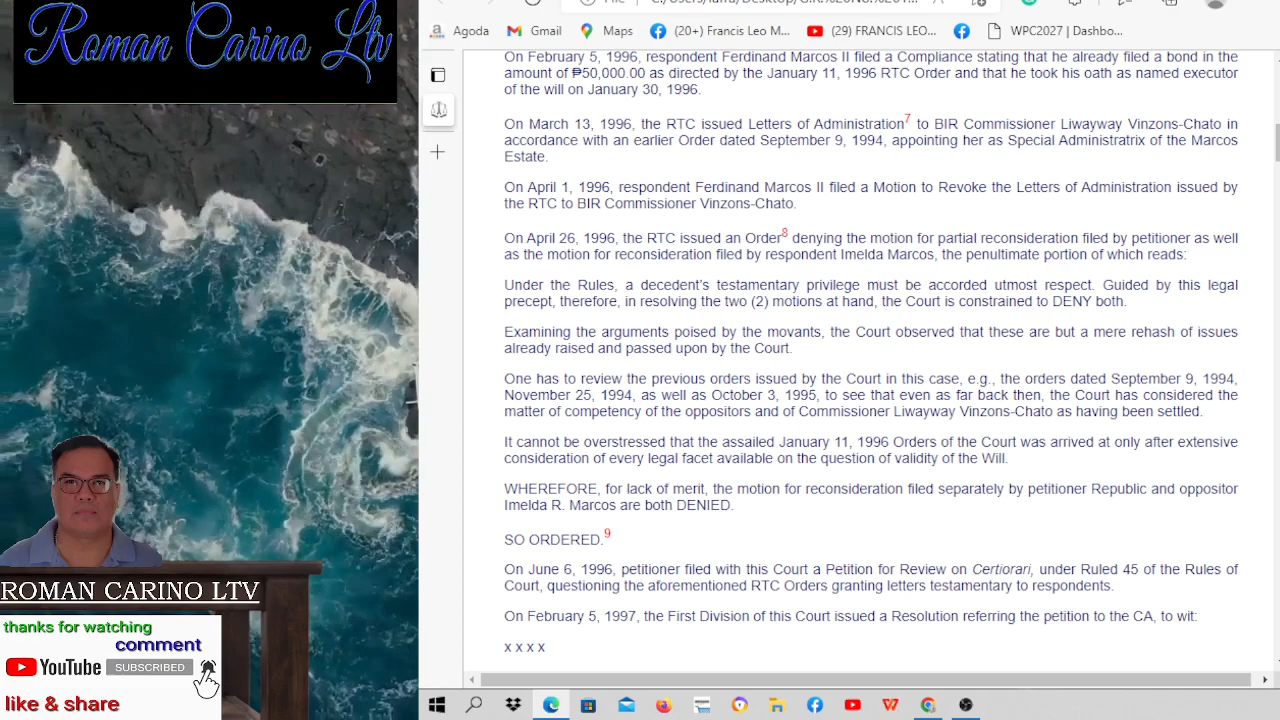 Roman Carino Ltv
Agoda
Gmail
Maps
(20+) Francis Leo M...
(29) FRANCIS LEO...
WPC2027 | Dashbo...
On February 5, 1996, respondent Ferdinand Marcos II filed a Compliance stating that he already filed a bond in the
amount of ₱50,000.00 as directed by the January 11, 1996 RTC Order and that he took his oath as named executor
of the will on January 30, 1996.
On March 13, 1996, the RTC issued Letters of Administration7 to BIR Commissioner Liwayway Vinzons-Chato in
accordance with an earlier Order dated September 9, 1994, appointing her as Special Administratrix of the Marcos
Estate.
On April 1, 1996, respondent Ferdinand Marcos II filed a Motion to Revoke the Letters of Administration issued by
the RTC to BIR Commissioner Vinzons-Chato.
On April 26, 1996, the RTC issued an Order8 denying the motion for partial reconsideration filed by petitioner as well
as the motion for reconsideration filed by respondent Imelda Marcos, the penultimate portion of which reads:
Under the Rules, a decedent's testamentary privilege must be accorded utmost respect. Guided by this legal
precept, therefore, in resolving the two (2) motions at hand, the Court is constrained to DENY both.
Examining the arguments poised by the movants, the Court observed that these are but a mere rehash of issues
already raised and passed upon by the Court.
One has to review the previous orders issued by the Court in this case, e.g., the orders dated September 9, 1994,
November 25, 1994, as well as October 3, 1995, to see that even as far back then, the Court has considered the
matter of competency of the oppositors and of Commissioner Liwayway Vinzons-Chato as having been settled.
It cannot be overstressed that the assailed January 11, 1996 Orders of the Court was arrived at only after extensive
consideration of every legal facet available on the question of validity of the Will.
WHEREFORE, for lack of merit, the motion for reconsideration filed separately by petitioner Republic and oppositor
Imelda R. Marcos are both DENIED.
SO ORDERED.9
On June 6, 1996, petitioner filed with this Court a Petition for Review on Certiorari, under Ruled 45 of the Rules of
Court, questioning the aforementioned RTC Orders granting letters testamentary to respondents.
On February 5, 1997, the First Division of this Court issued a Resolution referring the petition to the CA, to wit:
x x x x
ROMAN CARINO LTV
thanks for watching
comment
YouTube
SUBSCRIBED
like & share